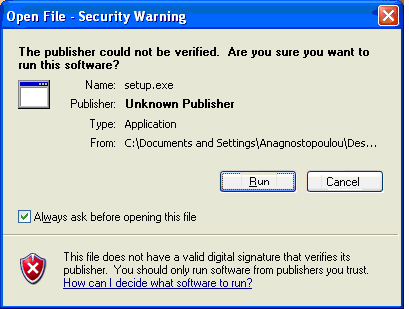 Open File - Security Warning
The publisher could not be verified.  Are you sure you want to
run this software?
Name: setup.exe
Publisher: Unknown Publisher
Type: Application
From: C:\Documents and Settings\Anagnostopoulou\Des...
Run Cancel
Always ask before opening this file
This file does not have a valid digital signature that verifies its
publisher.  You should only run software from publishers you trust.
How can I decide what software to run?